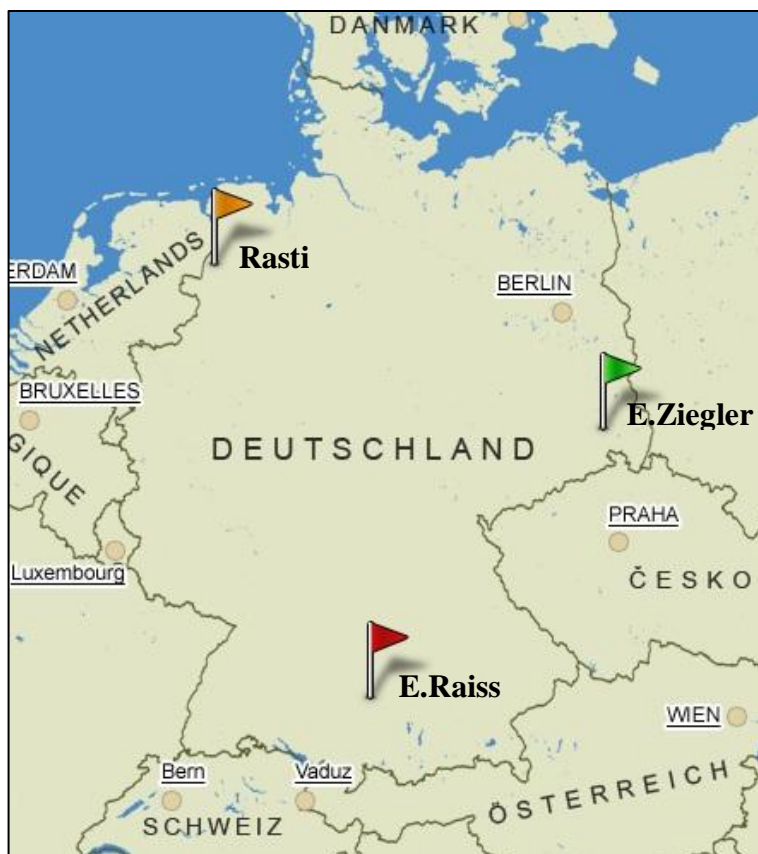 DANMARK
Rasti
ERDAM
NETHERLANDS
BERLIN
BRUXELLES
E.Ziegler
GIQUE
DEUTSCHLAND
PRAHA
Luxembourg
ČESKO
E.Raiss
WIEN
Bern
Vaduz
SCHWEIZ
ÖSTERREICH